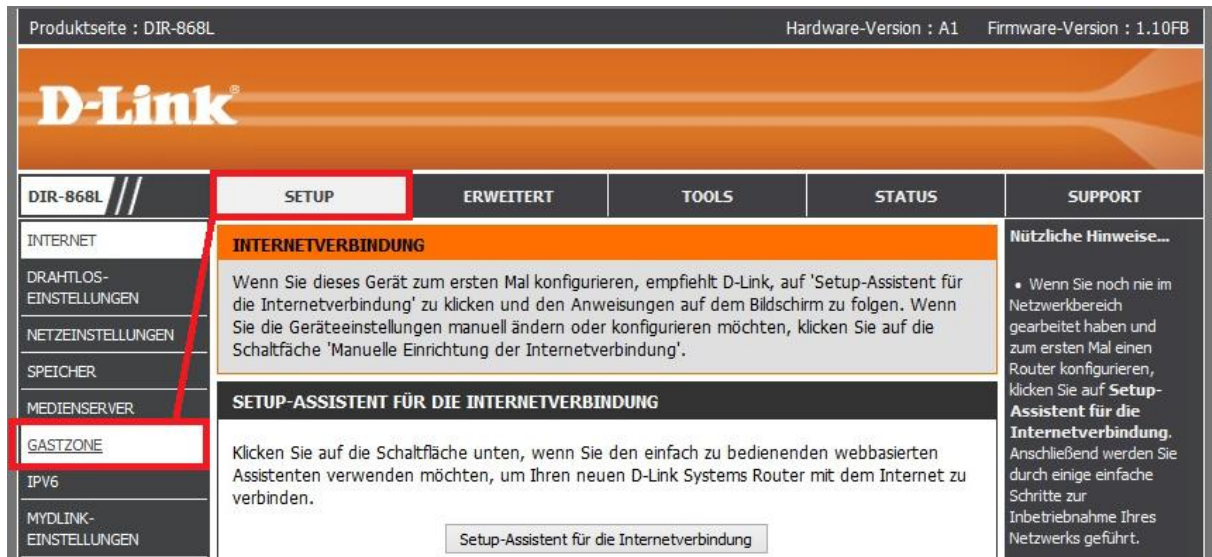 Produktseite : DIR-868L
Hardware-Version : A1
Firmware-Version : 1.10FB
D-Link®
DIR-868L
SETUP
ERWEITERT
TOOLS
STATUS
SUPPORT
INTERNET
DRAHTLOS-
EINSTELLUNGEN
NETZEINSTELLUNGEN
SPEICHER
MEDIENSERVER
GASTZONE
IPV6
MYDLINK-
EINSTELLUNGEN
INTERNETVERBINDUNG
Wenn Sie dieses Gerät zum ersten Mal konfigurieren, empfiehlt D-Link, auf 'Setup-Assistent für
die Internetverbindung' zu klicken und den Anweisungen auf dem Bildschirm zu folgen. Wenn
Sie die Geräteeinstellungen manuell ändern oder konfigurieren möchten, klicken Sie auf die
Schaltfäche 'Manuelle Einrichtung der Internetverbindung'.
SETUP-ASSISTENT FÜR DIE INTERNETVERBINDUNG
Klicken Sie auf die Schaltfläche unten, wenn Sie den einfach zu bedienenden webbasierten
Assistenten verwenden möchten, um Ihren neuen D-Link Systems Router mit dem Internet zu
verbinden.
Setup-Assistent für die Internetverbindung
Nützliche Hinweise...
• Wenn Sie noch nie im
Netzwerkbereich
gearbeitet haben und
zum ersten Mal einen
Router konfigurieren,
klicken Sie auf Setup-
Assistent für die
Internetverbindung.
Anschließend werden Sie
durch einige einfache
Schritte zur
Inbetriebnahme Ihres
Netzwerks geführt.